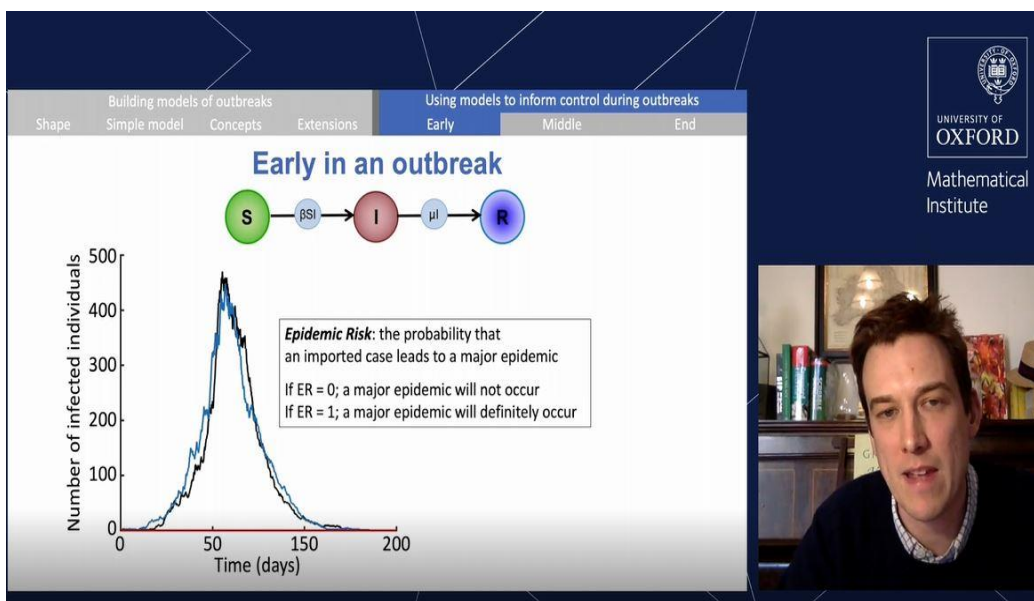 Building models of outbreaks
Using models to inform control during outbreaks
Shape Simple model Concepts Extensions Early Middle End
Early in an outbreak
S βSI I μI R
Number of infected individuals
500
400
300
200
100
0
0 50 150 200
Time (days)
Epidemic Risk: the probability that
an imported case leads to a major epidemic
If ER = 0; a major epidemic will not occur
If ER = 1; a major epidemic will definitely occur
UNIVERSITY OF
OXFORD
Mathematical
Institute